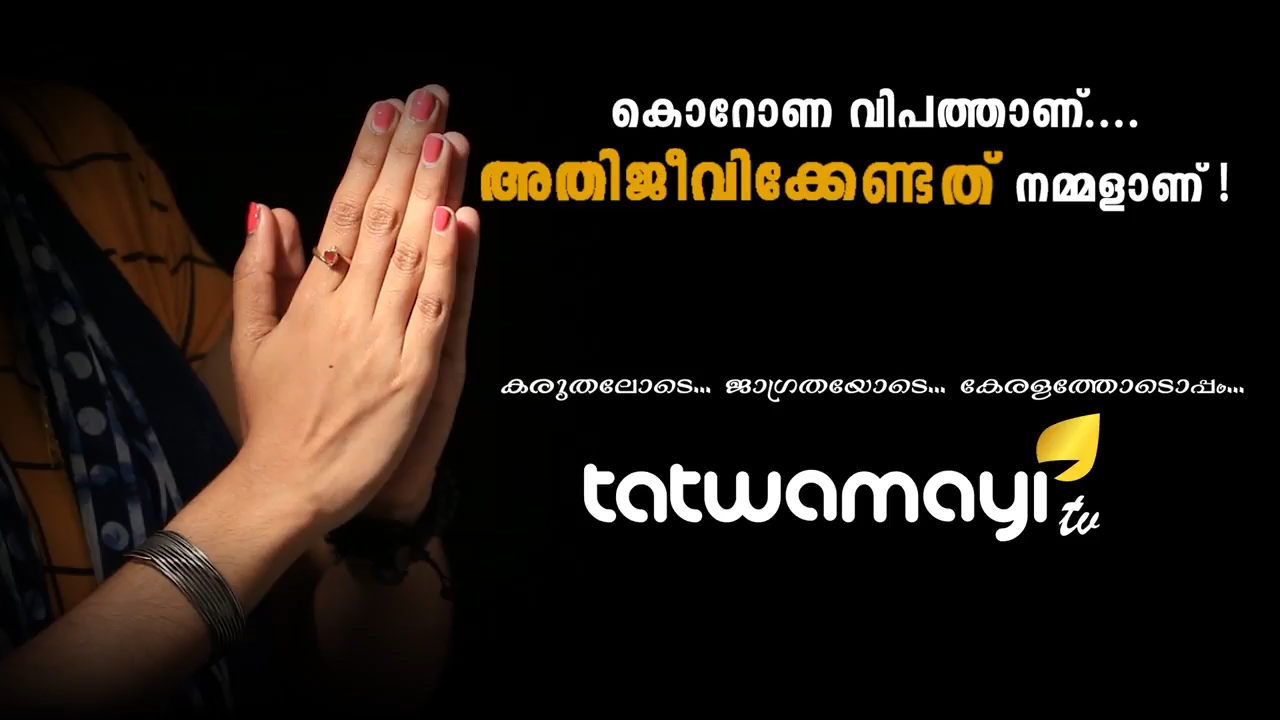 കൊറോണ വിപത്താണ്....
അതിജീവിക്കേണ്ടത് നമ്മളാണ് !
കരുതലോടെ... ജാഗ്രതയോടെ... കേരളത്തോടൊപ്പം...
tatwamayi
tv